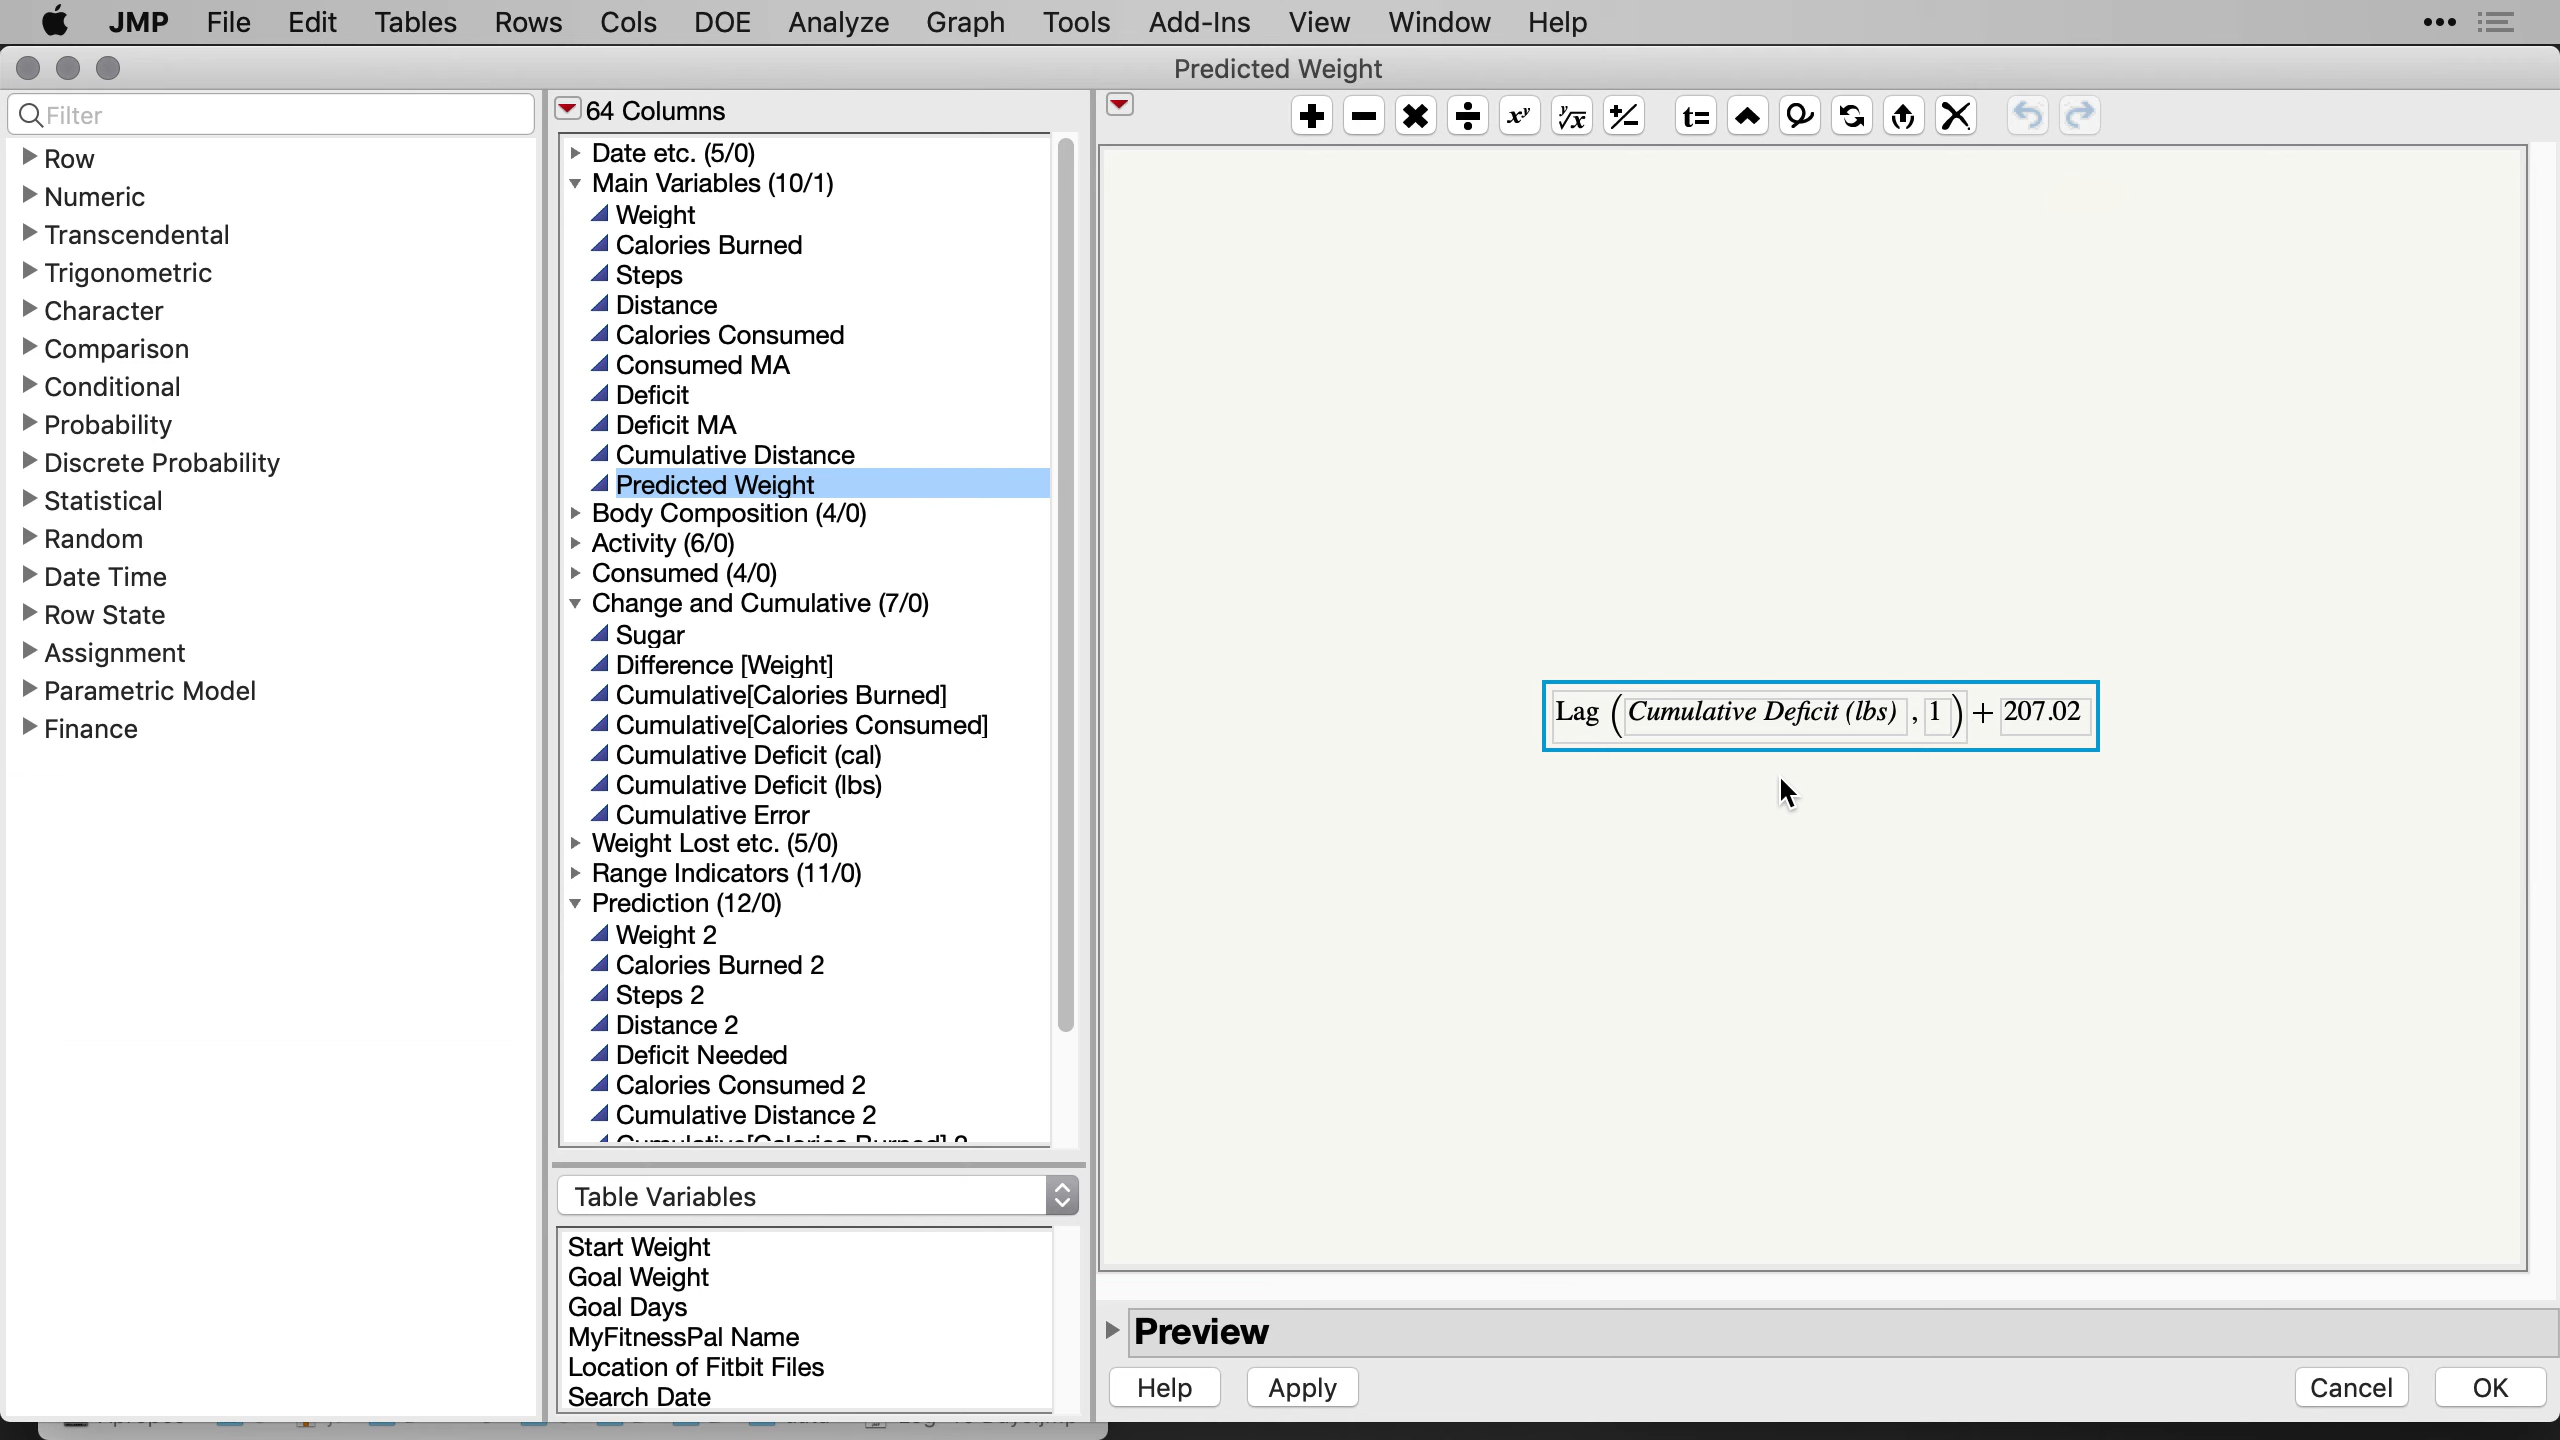 JMP File Edit Tables Rows Cols DOE Analyze Graph Tools Add-Ins View Window Help
Predicted Weight
Filter
Row
Numeric
Transcendental
Trigonometric
Character
Comparison
Conditional
Probability
Discrete Probability
Statistical
Random
Date Time
Row State
Assignment
Parametric Model
Finance
64 Columns
Date etc. (5/0)
Main Variables (10/1)
Weight
Calories Burned
Steps
Distance
Calories Consumed
Consumed MA
Deficit
Deficit MA
Cumulative Distance
Predicted Weight
Body Composition (4/0)
Activity (6/0)
Consumed (4/0)
Change and Cumulative (7/0)
Sugar
Difference [Weight]
Cumulative[Calories Burned]
Cumulative[Calories Consumed]
Cumulative Deficit (cal)
Cumulative Deficit (lbs)
Cumulative Error
Weight Lost etc. (5/0)
Range Indicators (11/0)
Prediction (12/0)
Weight 2
Calories Burned 2
Steps 2
Distance 2
Deficit Needed
Calories Consumed 2
Cumulative Distance 2
Cumulative[Calories Burned] 2
Table Variables
Start Weight
Goal Weight
Goal Days
MyFitnessPal Name
Location of Fitbit Files
Search Date
Lag (Cumulative Deficit (lbs) , 1) + 207.02
Preview
Help Apply Cancel OK